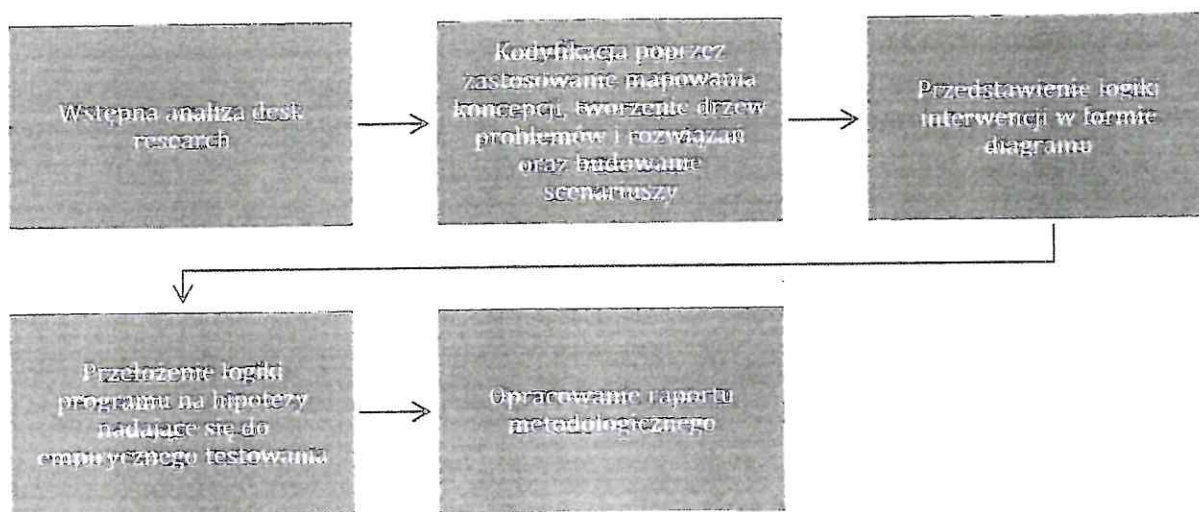 Wstępna analiza desk
research
Kodyfikacja poprzez
zastosowanie mapowania
koncepcji, tworzenie drzew
problemów i rozwiązań
oraz budowanie
scenariuszy
Przedstawienie logiki
interwencji w formie
diagramu
Przełożenie logiki
programu na hipotezy
nadające się do
empirycznego testowania
Opracowanie raportu
metodologicznego